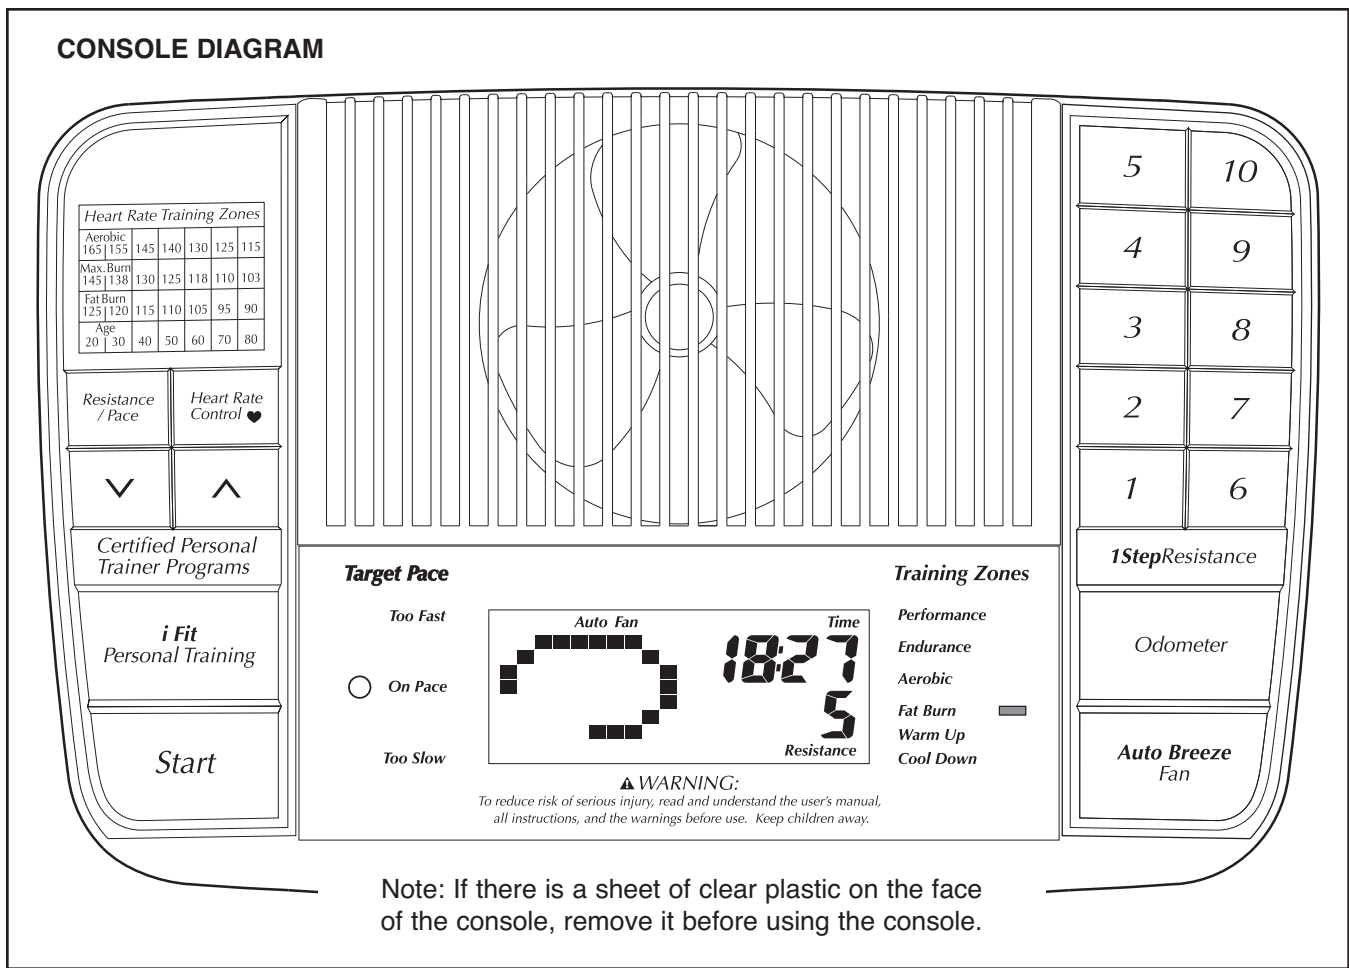 CONSOLE DIAGRAM
Heart Rate Training Zones
Aerobic
165 155 145 140 130 125 115
Max. Burn
145 138 130 125 118 110 103
Fat Burn
125 120 115 110 105 95 90
Age
20 30 40 50 60 70 80
Resistance
/ Pace
Heart Rate
Control ♥
Certified Personal
Trainer Programs
i Fit
Personal Training
Start
Target Pace
Too Fast
On Pace
Too Slow
Auto Fan
Time
18:27
5
Resistance
Training Zones
Performance
Endurance
Aerobic
Fat Burn
Warm Up
Cool Down
⚠WARNING:
To reduce risk of serious injury, read and understand the user's manual,
all instructions, and the warnings before use. Keep children away.
5 10
4 9
3 8
2 7
1 6
1StepResistance
Odometer
Auto Breeze
Fan
Note: If there is a sheet of clear plastic on the face
of the console, remove it before using the console.